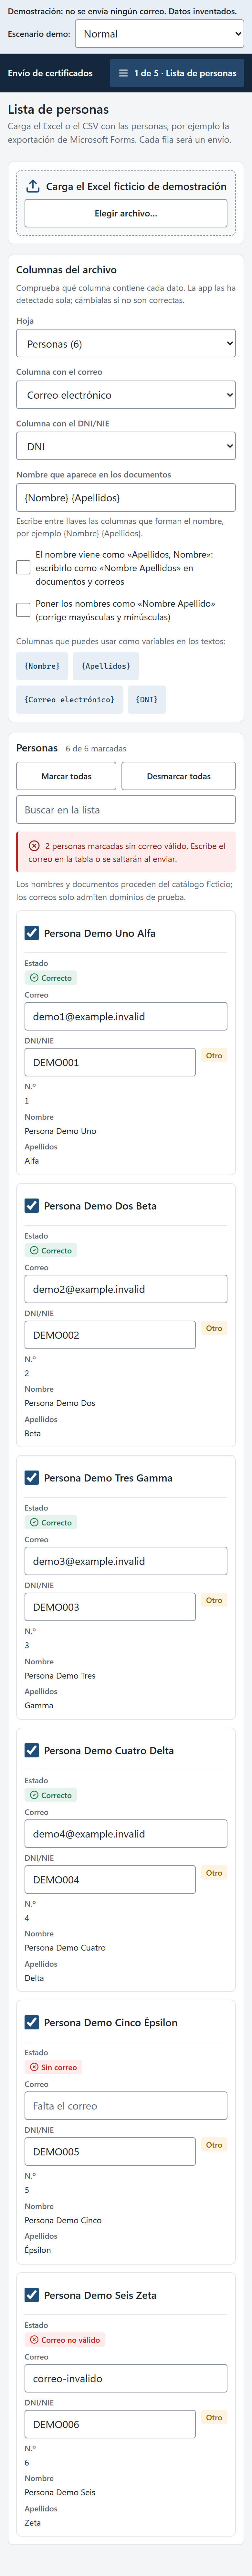 Demostración: no se envía ningún correo. Datos inventados.
Escenario demo: Normal
Envío de certificados
1 de 5 · Lista de personas
Lista de personas
Carga el Excel o el CSV con las personas, por ejemplo la
exportación de Microsoft Forms. Cada fila será un envío.
Carga el Excel ficticio de demostración
Elegir archivo...
Columnas del archivo
Comprueba qué columna contiene cada dato. La app las ha
detectado sola; cámbialas si no son correctas.
Hoja
Personas (6)
Columna con el correo
Correo electrónico
Columna con el DNI/NIE
DNI
Nombre que aparece en los documentos
{Nombre} {Apellidos}
Escribe entre llaves las columnas que forman el nombre,
por ejemplo {Nombre} {Apellidos}.
El nombre viene como «Apellidos, Nombre»:
escribirlo como «Nombre Apellidos» en
documentos y correos
Poner los nombres como «Nombre Apellido»
(corrige mayúsculas y minúsculas)
Columnas que puedes usar como variables en los textos:
{Nombre} {Apellidos}
{Correo electrónico} {DNI}
Personas 6 de 6 marcadas
Marcar todas
Desmarcar todas
Buscar en la lista
2 personas marcadas sin correo válido. Escribe el
correo en la tabla o se saltarán al enviar.
Los nombres y documentos proceden del catálogo ficticio;
los correos solo admiten dominios de prueba.
Persona Demo Uno Alfa
Estado
Correcto
Correo
demo1@example.invalid
DNI/NIE
DEMO001 Otro
N.º
1
Nombre
Persona Demo Uno
Apellidos
Alfa
Persona Demo Dos Beta
Estado
Correcto
Correo
demo2@example.invalid
DNI/NIE
DEMO002 Otro
N.º
2
Nombre
Persona Demo Dos
Apellidos
Beta
Persona Demo Tres Gamma
Estado
Correcto
Correo
demo3@example.invalid
DNI/NIE
DEMO003 Otro
N.º
3
Nombre
Persona Demo Tres
Apellidos
Gamma
Persona Demo Cuatro Delta
Estado
Correcto
Correo
demo4@example.invalid
DNI/NIE
DEMO004 Otro
N.º
4
Nombre
Persona Demo Cuatro
Apellidos
Delta
Persona Demo Cinco Épsilon
Estado
Sin correo
Correo
Falta el correo
DNI/NIE
DEMO005 Otro
N.º
5
Nombre
Persona Demo Cinco
Apellidos
Épsilon
Persona Demo Seis Zeta
Estado
Correo no válido
Correo
correo-invalido
DNI/NIE
DEMO006 Otro
N.º
6
Nombre
Persona Demo Seis
Apellidos
Zeta